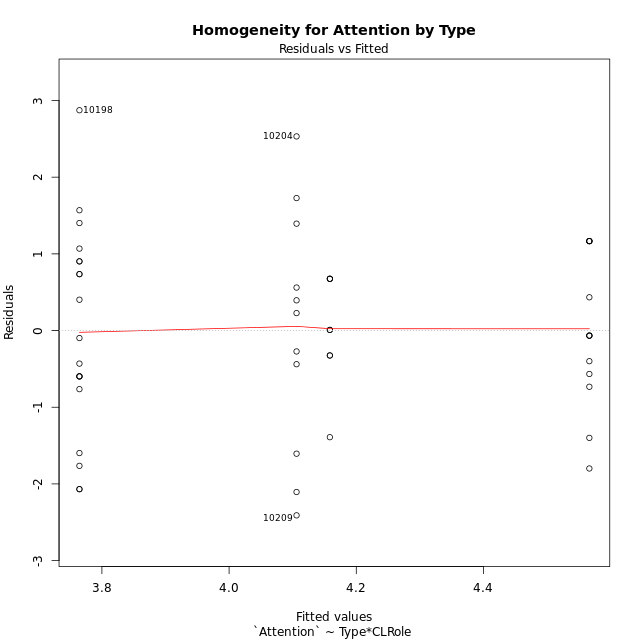 Homogeneity for Attention by Type
Residuals vs Fitted
3
2
1
0
-1
-2
-3
Residuals
10198
10204
10209
3.8 4.0 4.2 4.4
Fitted values
`Attention` ~ Type*CLRole